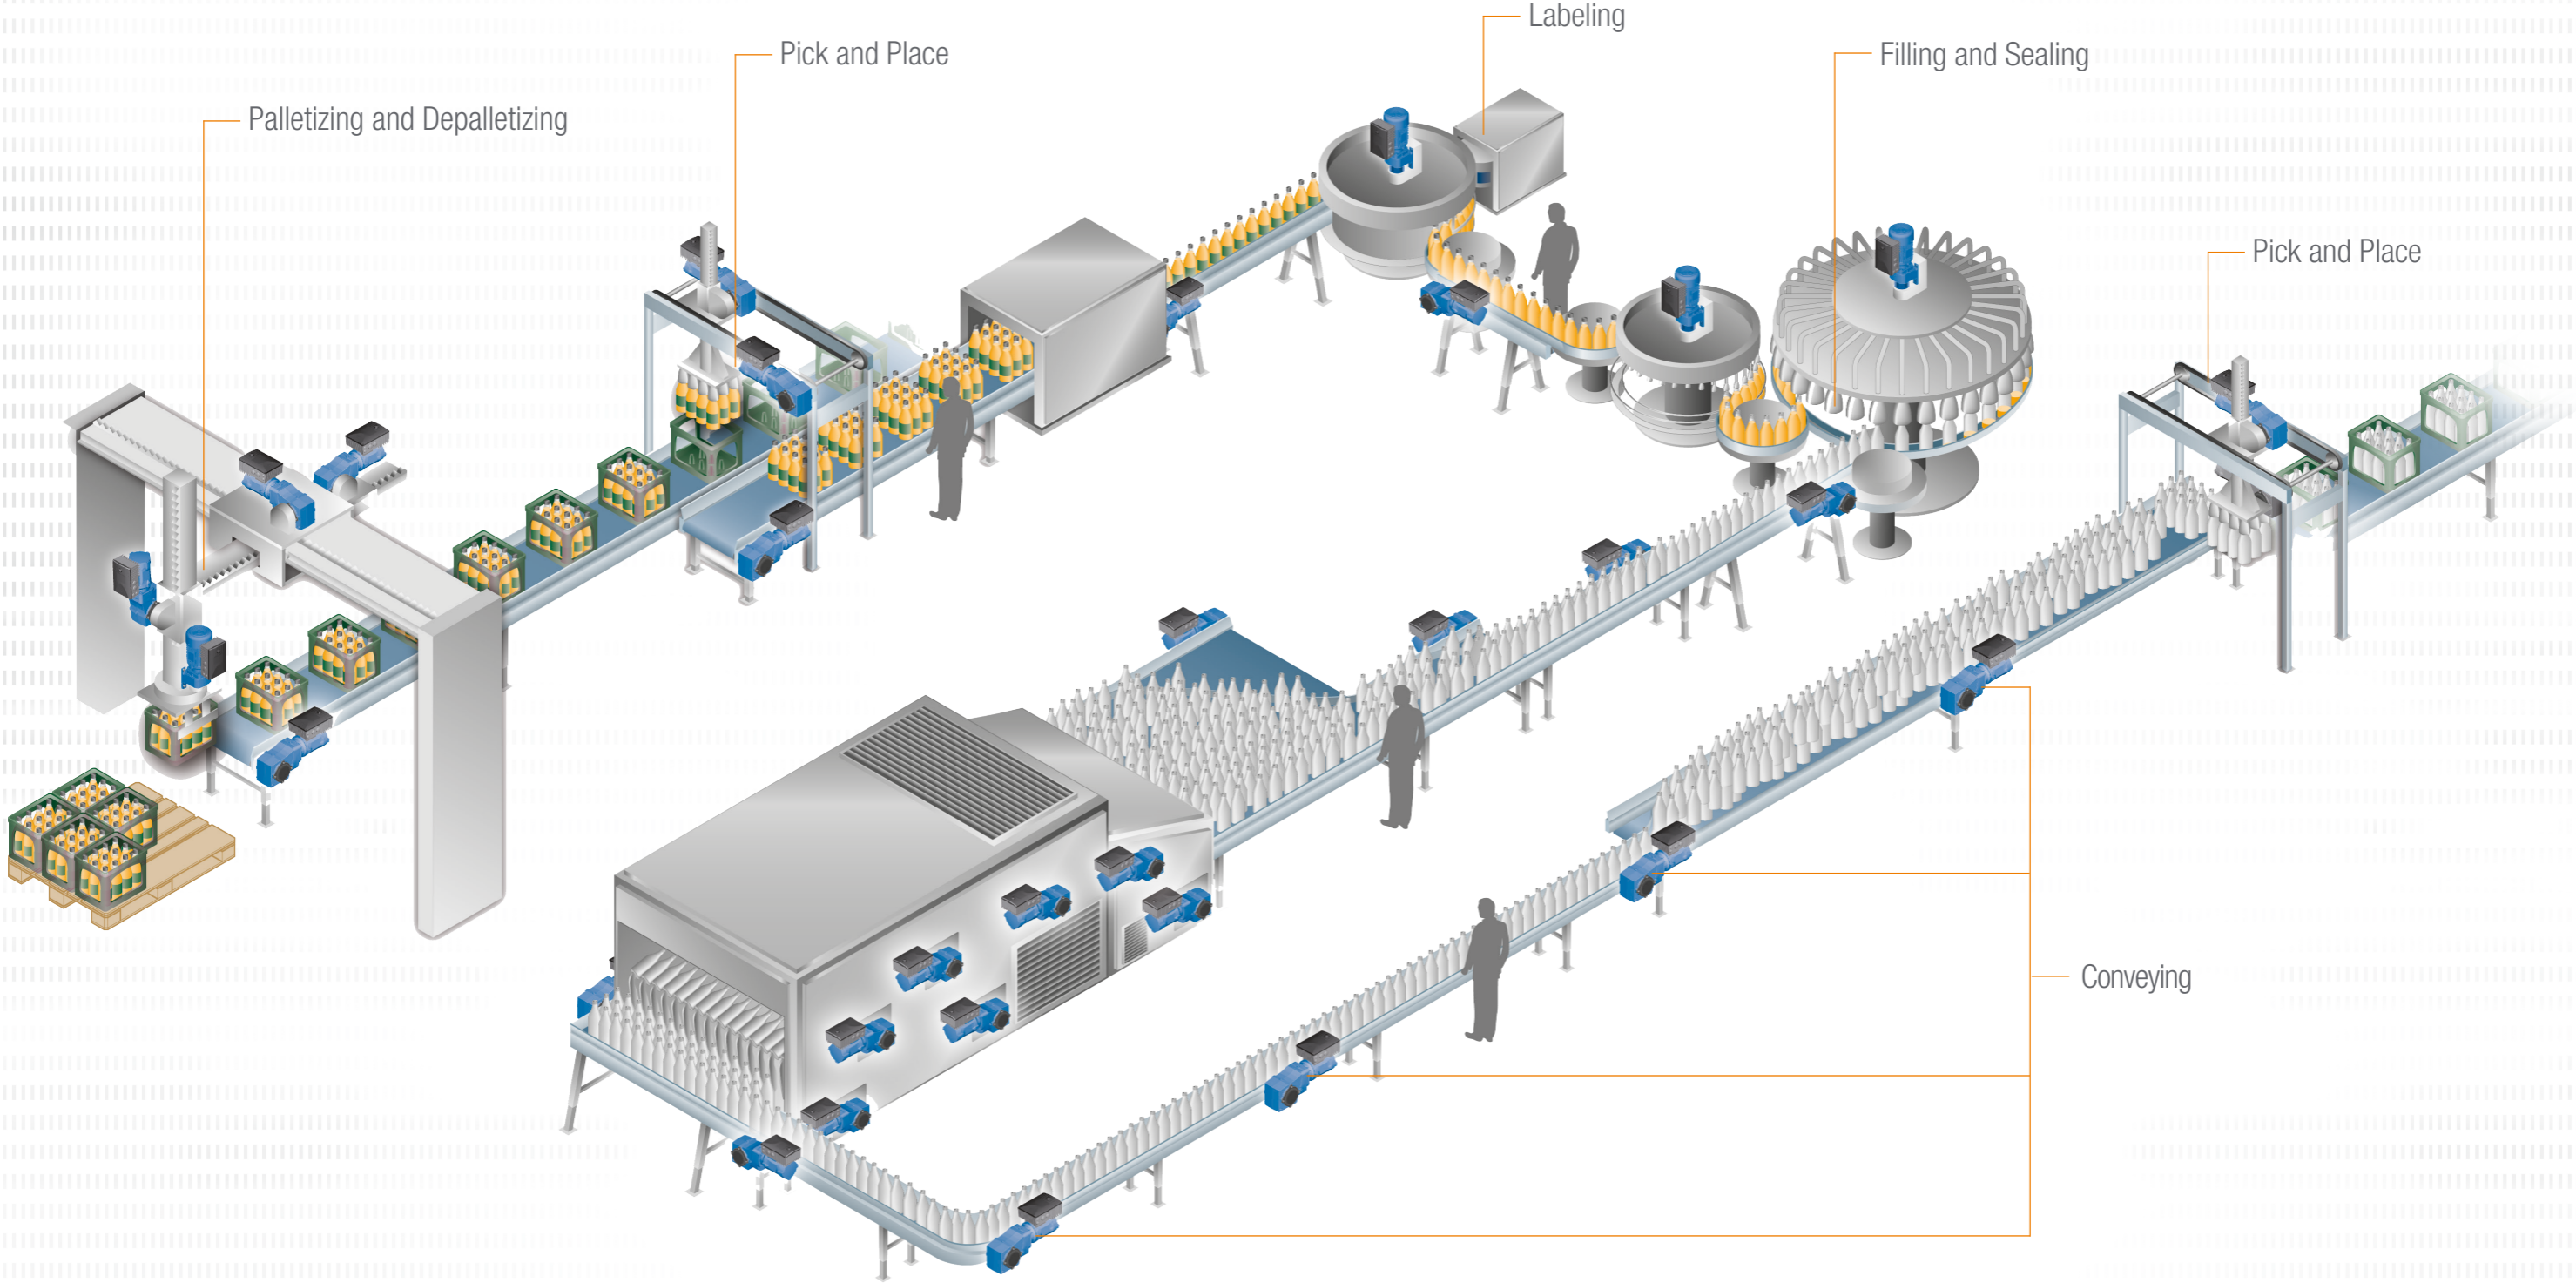 Labeling
Pick and Place
Filling and Sealing
Palletizing and Depalletizing
Pick and Place
Conveying